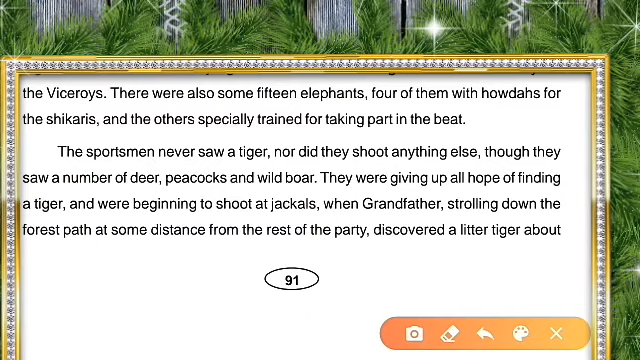 the Viceroys. There were also some fifteen elephants, four of them with howdahs for
the shikaris, and the others specially trained for taking part in the beat.
The sportsmen never saw a tiger, nor did they shoot anything else, though they
saw a number of deer, peacocks and wild boar. They were giving up all hope of finding
a tiger, and were beginning to shoot at jackals, when Grandfather, strolling down the
forest path at some distance from the rest of the party, discovered a litter tiger about
91